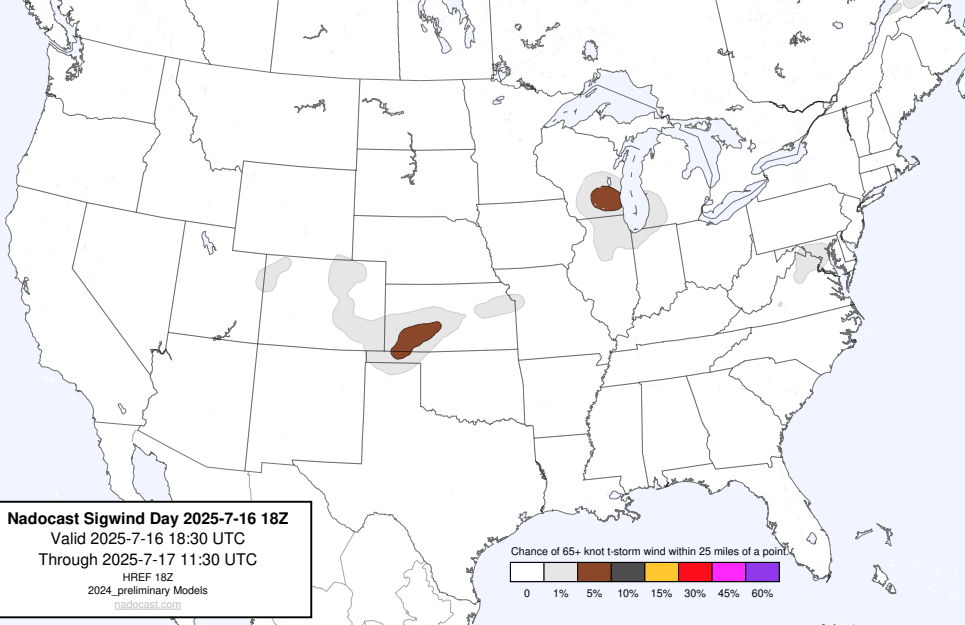 Nadocast Sigwind Day 2025-7-16 18Z
Valid 2025-7-16 18:30 UTC
Through 2025-7-17 11:30 UTC
HREF 18Z
2024_preliminary Models
nadocast.com
Chance of 65+ knot t-storm wind within 25 miles of a point.
0 1% 5% 10% 15% 30% 45% 60%